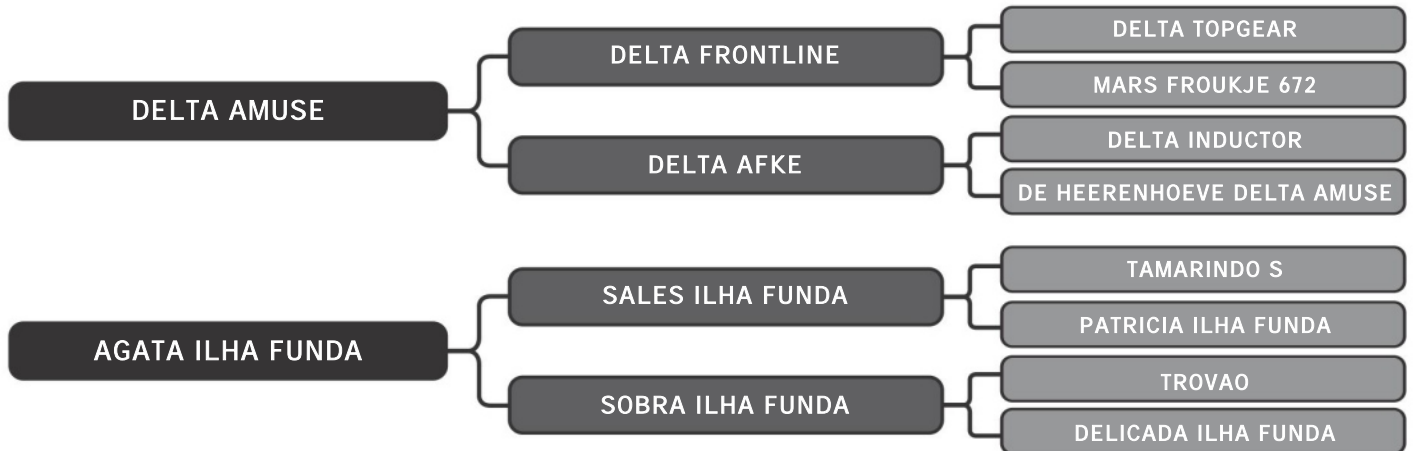 DELTA AMUSE
DELTA FRONTLINE
DELTA TOPGEAR
MARS FROUKJE 672
DELTA AFKE
DELTA INDUCTOR
DE HEERENHOEVE DELTA AMUSE
AGATA ILHA FUNDA
SALES ILHA FUNDA
TAMARINDO S
PATRICIA ILHA FUNDA
SOBRA ILHA FUNDA
TROVAO
DELICADA ILHA FUNDA